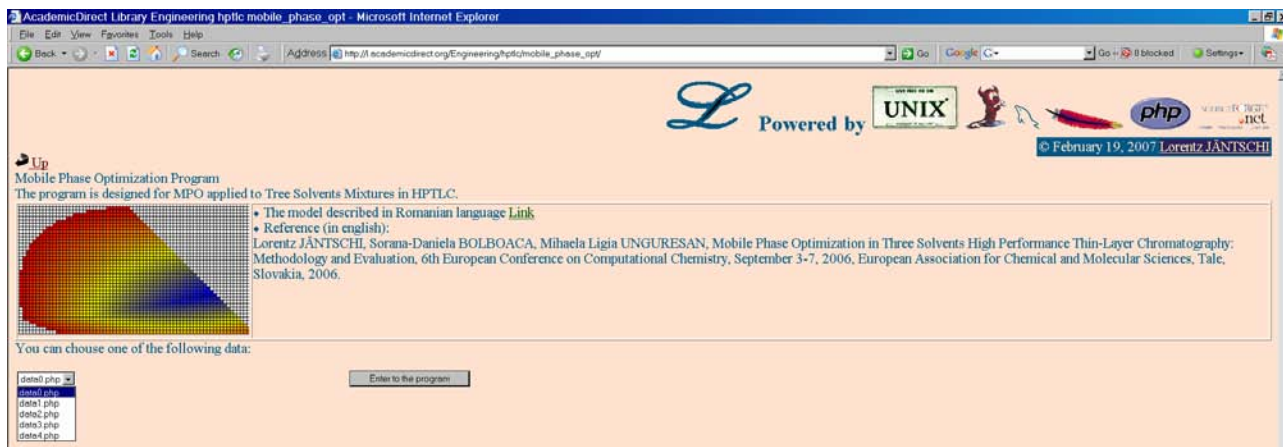 AcademicDirect Library Engineering hptlc mobile_phase_opt - Microsoft Internet Explorer
File Edit View Favorites Tools Help
Back Search Address http://l.academicdirect.org/Engineering/hptlc/mobile_phase_opt/ Go Google G Go 0 blocked Settings
L Powered by UNIX php SOURCEFORGE .net
© February 19, 2007 Lorentz JÄNTSCHI
Up
Mobile Phase Optimization Program
The program is designed for MPO applied to Tree Solvents Mixtures in HPTLC.
• The model described in Romanian language Link
• Reference (in english):
Lorentz JÄNTSCHI, Sorana-Daniela BOLBOACA, Mihaela Ligia UNGURESAN, Mobile Phase Optimization in Three Solvents High Performance Thin-Layer Chromatography:
Methodology and Evaluation, 6th European Conference on Computational Chemistry, September 3-7, 2006, European Association for Chemical and Molecular Sciences, Tale,
Slovakia, 2006.
You can chouse one of the following data:
data0.php Enter to the program
data0.php
data1.php
data2.php
data3.php
data4.php